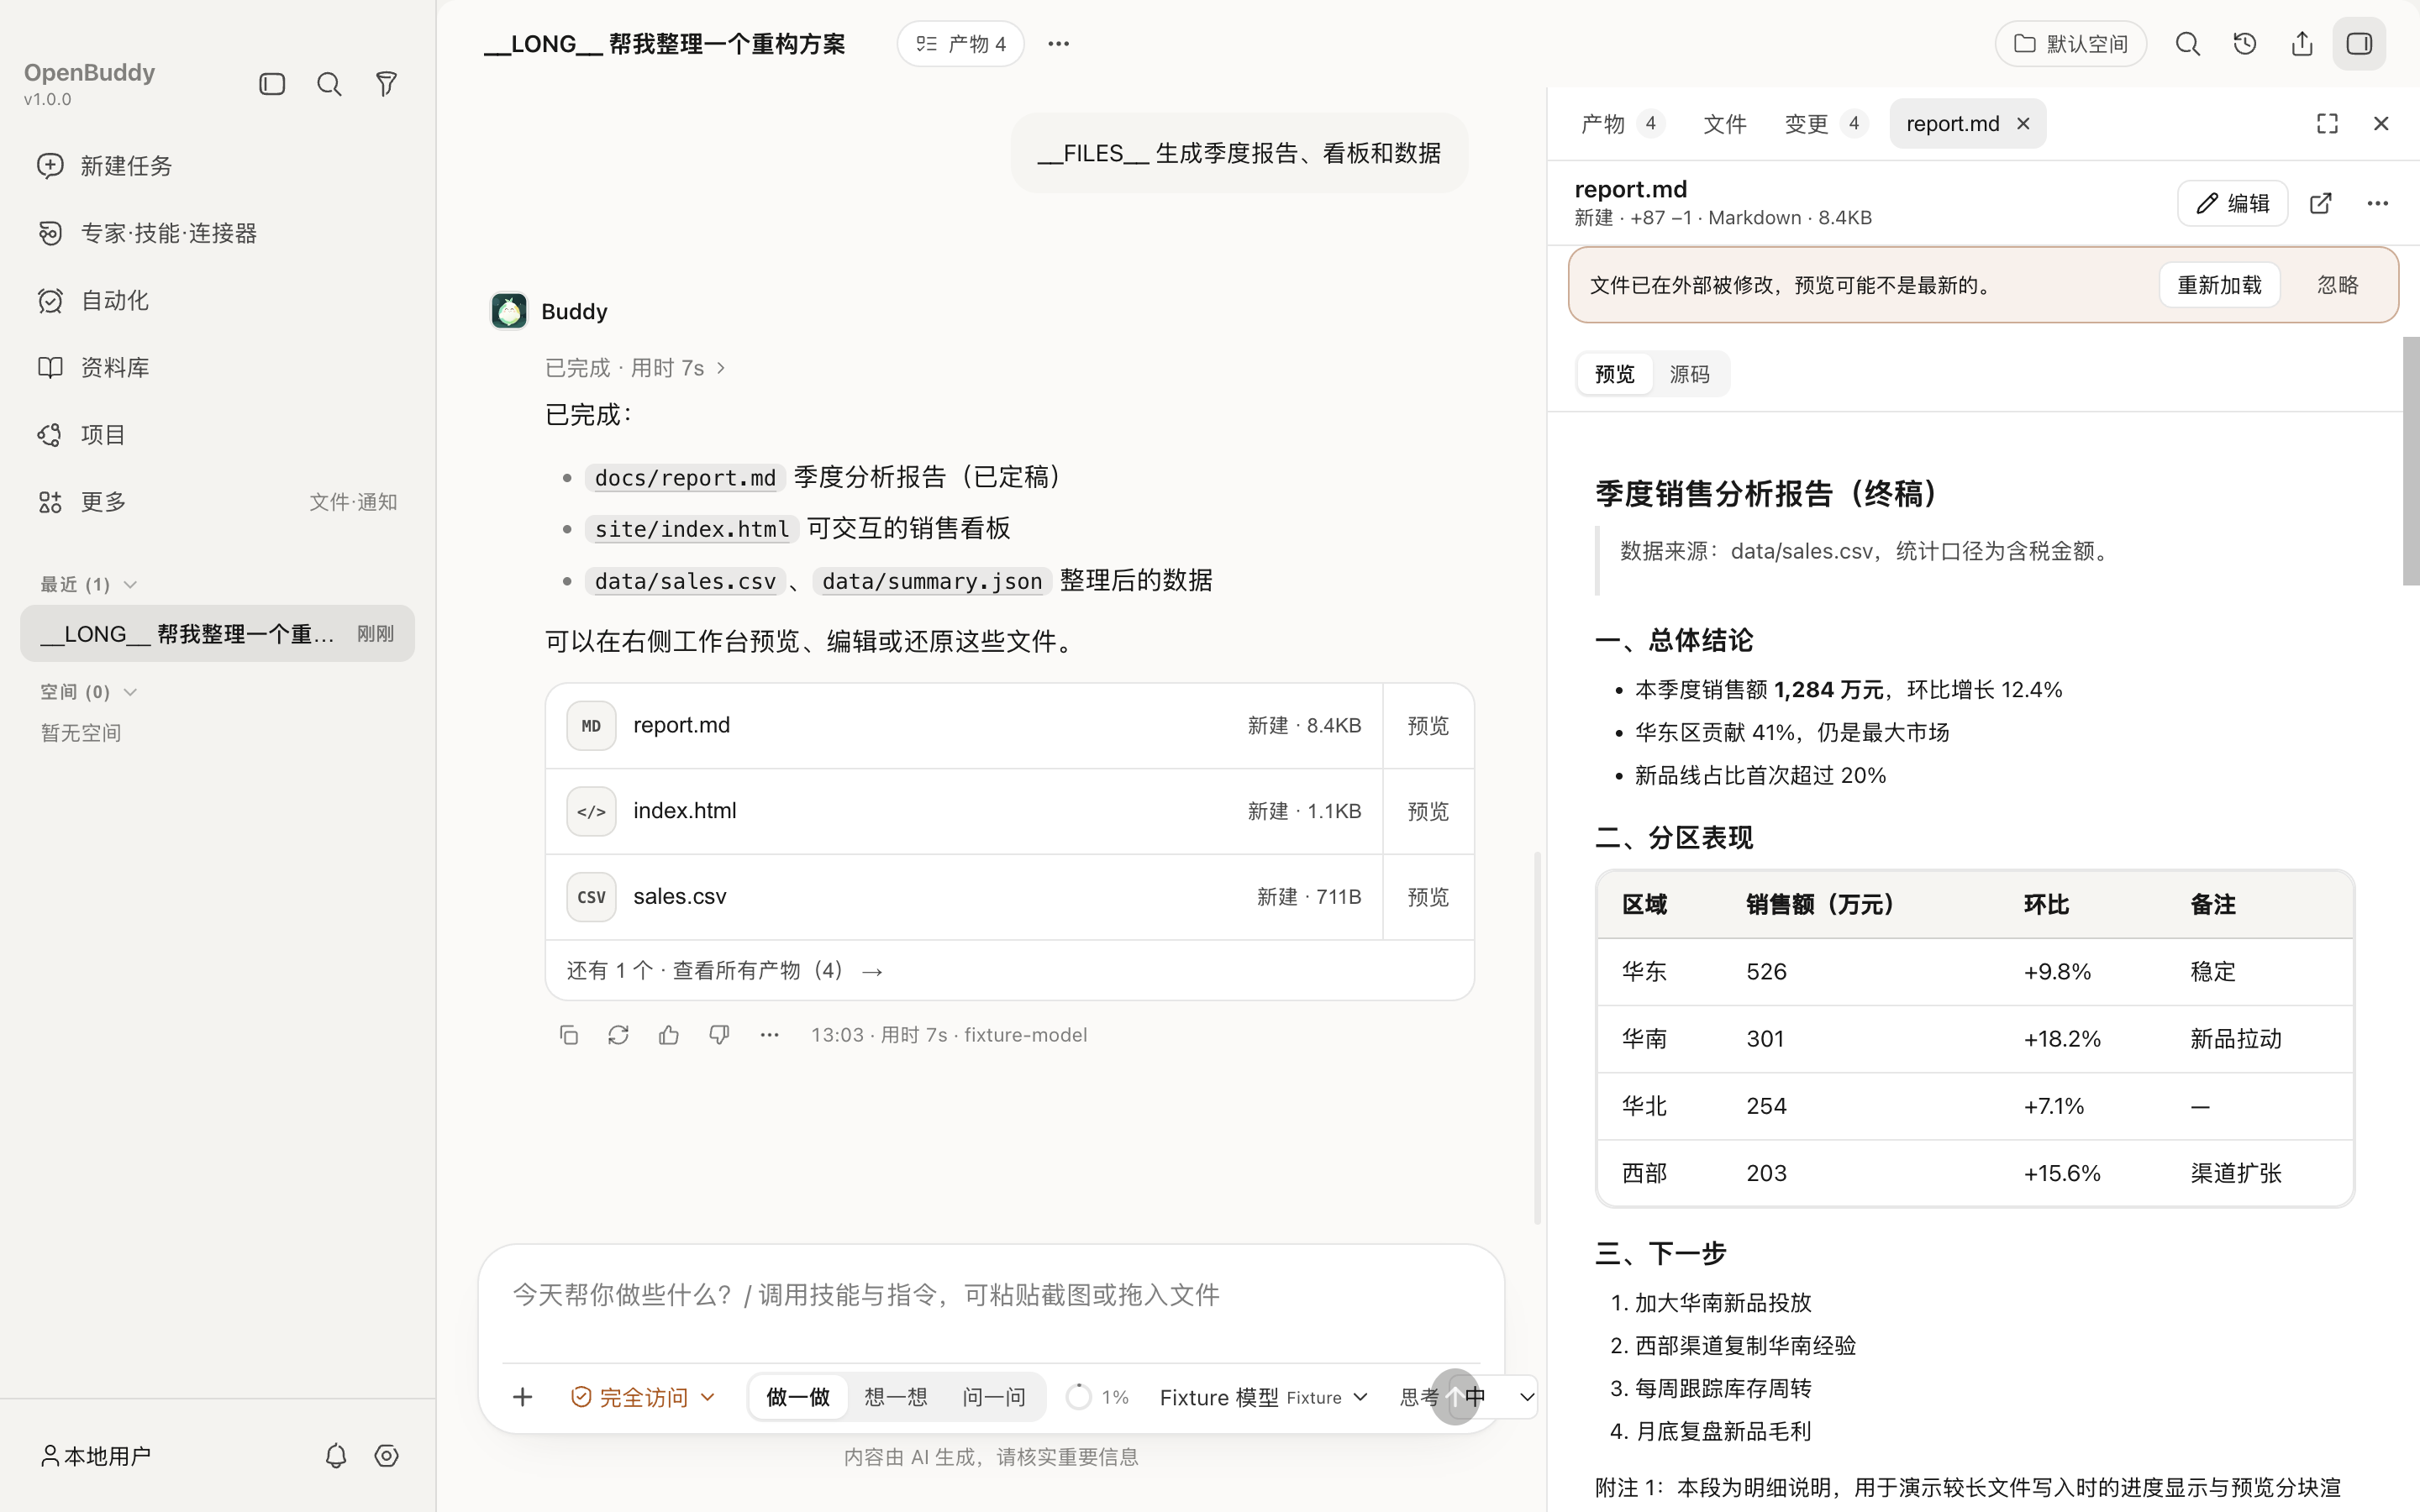 OpenBuddy
v1.0.0
新建任务
专家·技能·连接器
自动化
资料库
项目
更多 文件·通知
最近 (1)
__LONG__ 帮我整理一个重… 刚刚
空间 (0)
暂无空间
本地用户
__LONG__ 帮我整理一个重构方案 产物 4
默认空间
__FILES__ 生成季度报告、看板和数据
Buddy
已完成 · 用时 7s
已完成：
docs/report.md 季度分析报告（已定稿）
site/index.html 可交互的销售看板
data/sales.csv 、 data/summary.json 整理后的数据
可以在右侧工作台预览、编辑或还原这些文件。
MD report.md 新建 · 8.4KB 预览
</> index.html 新建 · 1.1KB 预览
CSV sales.csv 新建 · 711B 预览
还有 1 个 · 查看所有产物（4） →
13:03 · 用时 7s · fixture-model
今天帮你做些什么？/ 调用技能与指令，可粘贴截图或拖入文件
完全访问 做一做 想一想 问一问 1% Fixture 模型 Fixture 思考 中
内容由 AI 生成，请核实重要信息
产物 4 文件 变更 4 report.md
report.md
新建 · +87 −1 · Markdown · 8.4KB
编辑
文件已在外部被修改，预览可能不是最新的。 重新加载 忽略
预览 源码
季度销售分析报告（终稿）
数据来源：data/sales.csv，统计口径为含税金额。
一、总体结论
• 本季度销售额 1,284 万元，环比增长 12.4%
• 华东区贡献 41%，仍是最大市场
• 新品线占比首次超过 20%
二、分区表现
区域 销售额（万元） 环比 备注
华东 526 +9.8% 稳定
华南 301 +18.2% 新品拉动
华北 254 +7.1% —
西部 203 +15.6% 渠道扩张
三、下一步
1. 加大华南新品投放
2. 西部渠道复制华南经验
3. 每周跟踪库存周转
4. 月底复盘新品毛利
附注 1：本段为明细说明，用于演示较长文件写入时的进度显示与预览分块渲